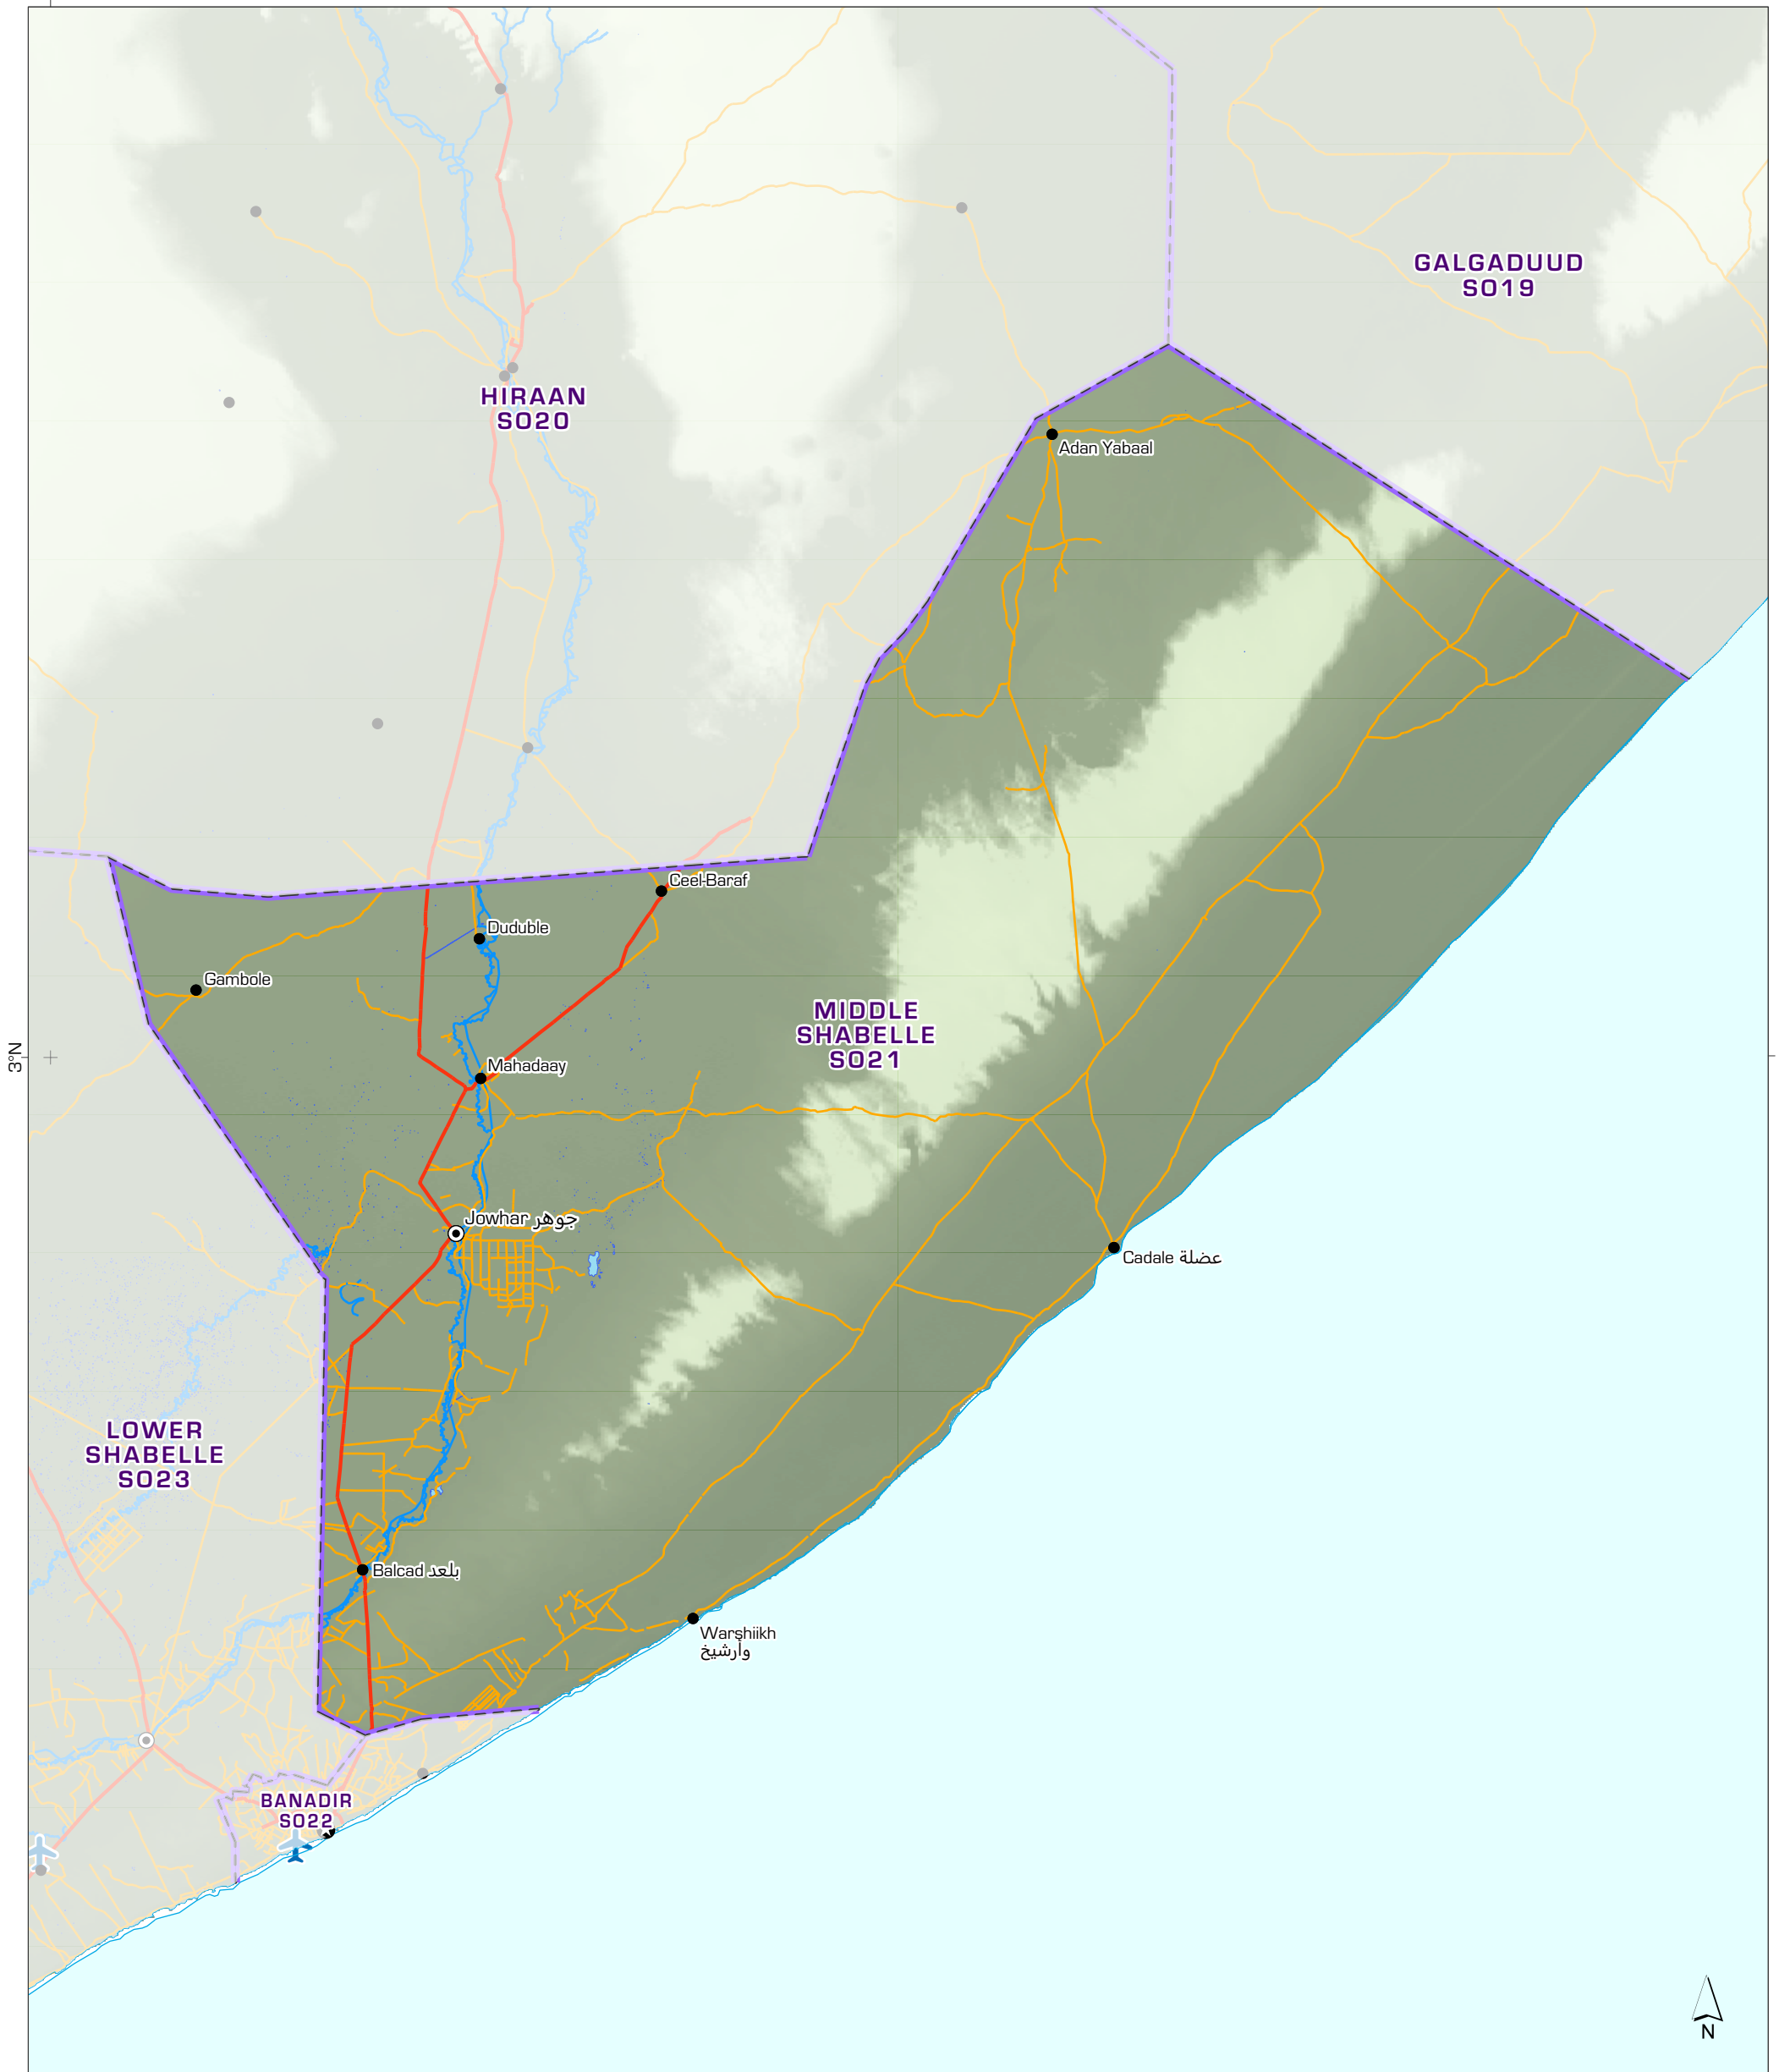 GALGADUUD
SO19
HIRAAN
SO20
Adan Yabaal
Ceel-Baraf
Duduble
Gambole
MIDDLE
SHABELLE
SO21
3°N
Mahadaay
Jowhar جوهر
Cadale عضلة
LOWER
SHABELLE
SO23
Balcad بلعد
Warshiikh
وأرشيخ
BANADIR
SO22
N